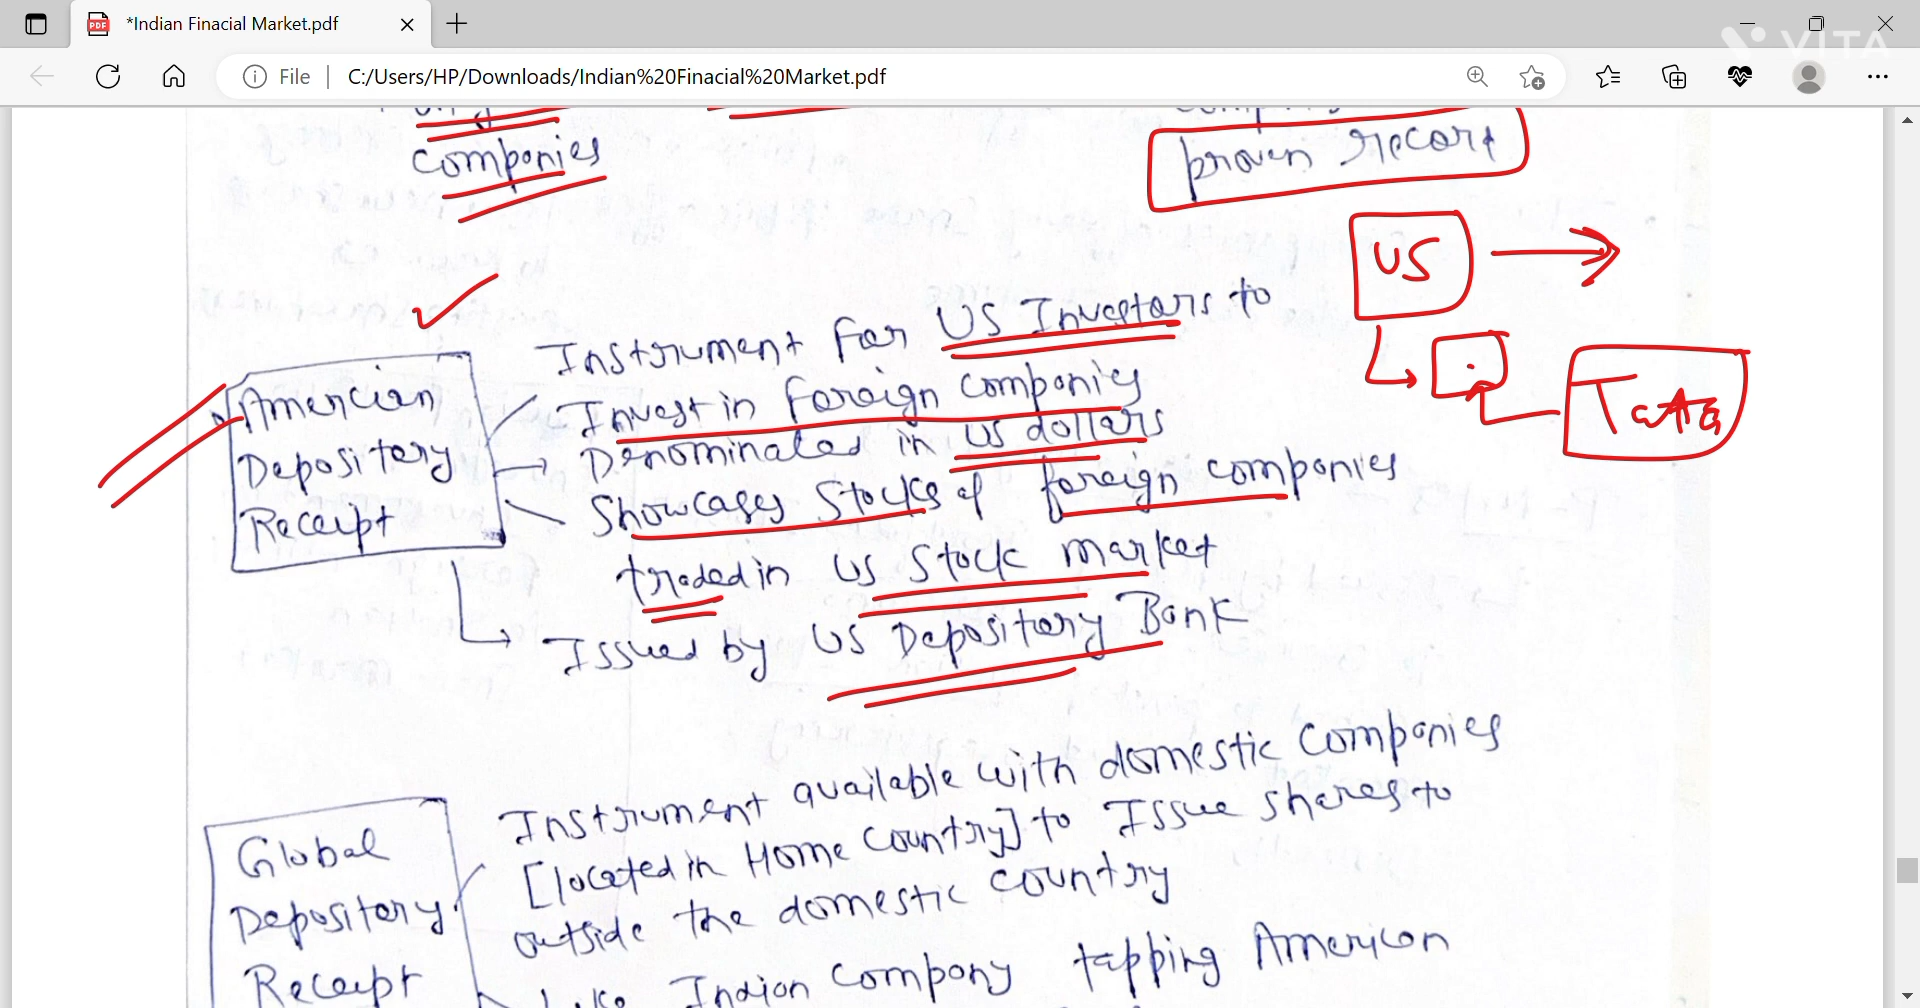 *Indian Finacial Market.pdf
VITA
File
C:/Users/HP/Downloads/Indian%20Finacial%20Market.pdf
companies
proven record
US
Tata
American
Depository
Receipt
Instrument for US Investors to
Invest in foreign companies
Denominated in US dollars
Showcases Stocks of foreign companies
traded in US Stock market
Issued by US Depository Bank
Global
Depository
Receipt
Instrument available with domestic Companies
[located in Home Country] to Issue shares to
outside the domestic country
Like Indian Company tapping American